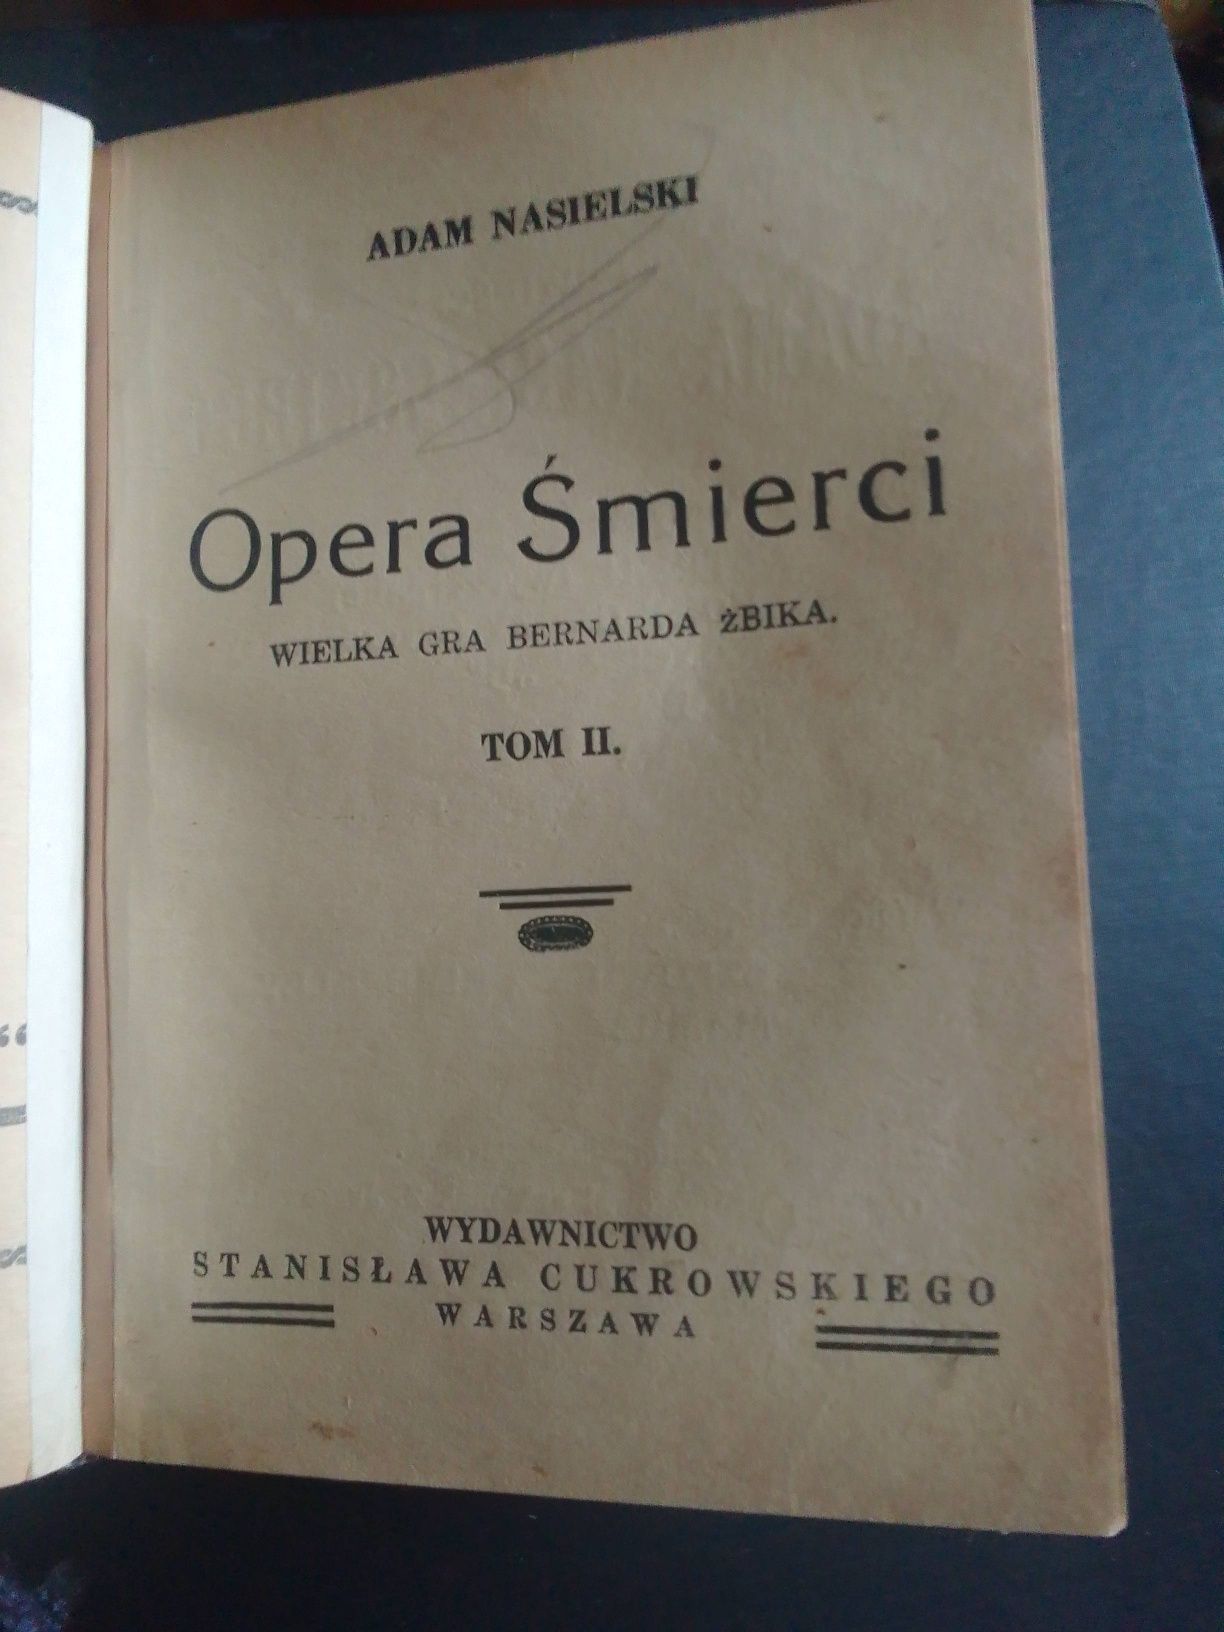 ADAM NASIELSKI
Opera Śmierci
WIELKA GRA BERNARDA ŻBIKA.
TOM II.
WYDAWNICTWO
STANISŁAWA CUKROWSKIEGO
WARSZAWA